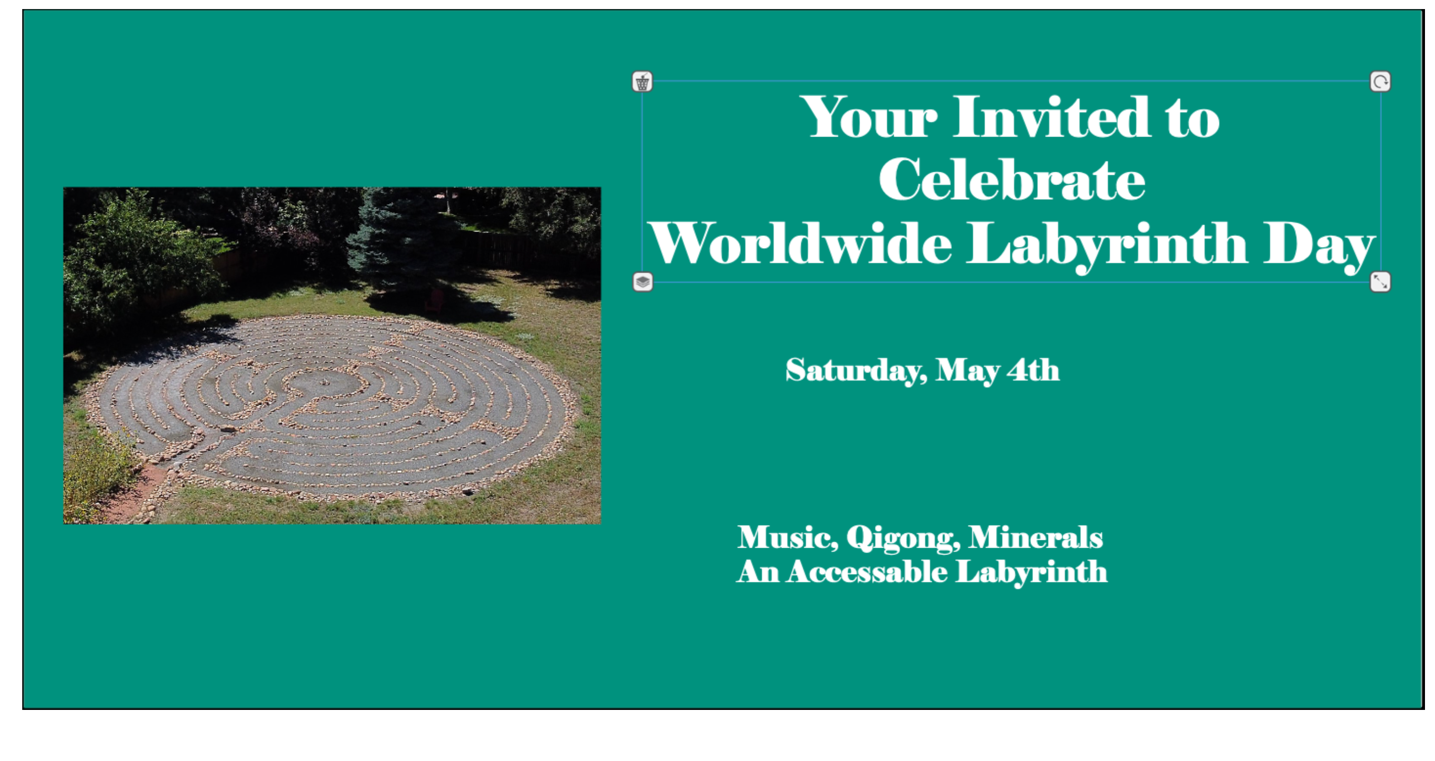 Your Invited to
Celebrate
Worldwide Labyrinth Day
Saturday, May 4th
Music, Qigong, Minerals
An Accessable Labyrinth